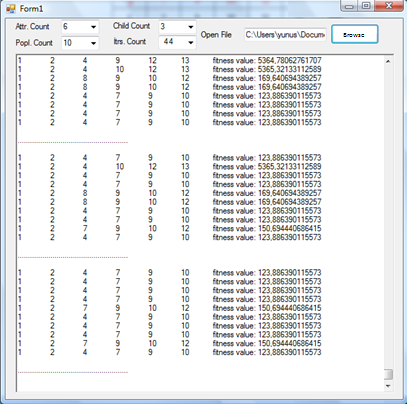 Form1
Attr. Count 6 Child Count 3
Popl. Count 10 Itrs. Count 44 Open File C:\Users\yunus\Docum Browse
1 2 4 9 12 13 fitness value: 5364,78062761707
1 2 4 10 12 13 fitness value: 5365,32133112589
1 2 8 9 10 12 fitness value: 169,640694389257
1 2 8 9 10 12 fitness value: 169,640694389257
1 2 4 7 9 10 fitness value: 123,886390115573
1 2 4 7 9 10 fitness value: 123,886390115573
1 2 4 7 9 10 fitness value: 123,886390115573
1 2 4 7 9 10 fitness value: 123,886390115573
1 2 4 7 9 10 fitness value: 123,886390115573
1 2 4 10 12 13 fitness value: 5365,32133112589
1 2 4 7 9 10 fitness value: 123,886390115573
1 2 4 7 9 10 fitness value: 123,886390115573
1 2 8 9 10 12 fitness value: 169,640694389257
1 2 8 9 10 12 fitness value: 169,640694389257
1 2 4 7 9 10 fitness value: 123,886390115573
1 2 4 7 9 10 fitness value: 123,886390115573
1 2 7 9 10 12 fitness value: 150,694440686415
1 2 4 7 9 10 fitness value: 123,886390115573
1 2 4 7 9 10 fitness value: 123,886390115573
1 2 4 7 9 10 fitness value: 123,886390115573
1 2 4 7 9 10 fitness value: 123,886390115573
1 2 4 7 9 10 fitness value: 123,886390115573
1 2 7 9 10 12 fitness value: 150,694440686415
1 2 4 7 9 10 fitness value: 123,886390115573
1 2 4 7 9 10 fitness value: 123,886390115573
1 2 4 7 9 10 fitness value: 123,886390115573
1 2 7 9 10 12 fitness value: 150,694440686415
1 2 4 7 9 10 fitness value: 123,886390115573